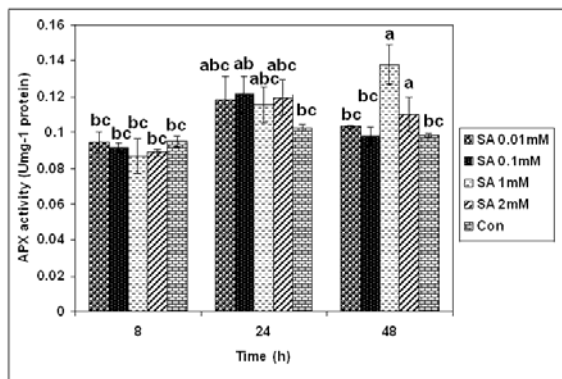 0.16
0.14
0.12
0.1
0.08
0.06
0.04
0.02
0
APX activity (Umg-1 protein)
bc bc bc bc bc
abc ab abc abc bc
bc bc a a bc
8 24 48
Time (h)
SA 0.01mM
SA 0.1mM
SA 1mM
SA 2mM
Con